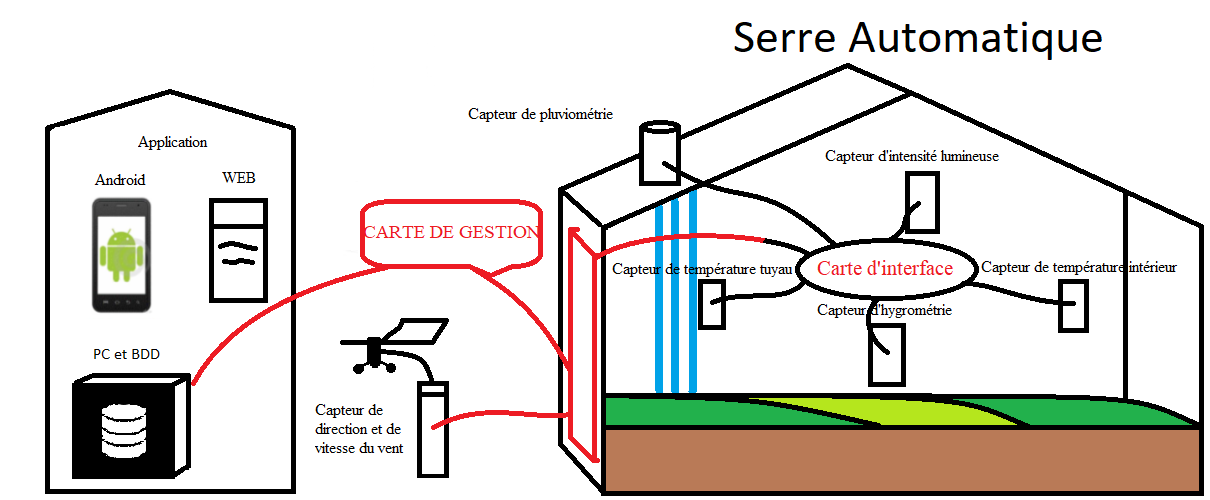 Serre Automatique
Capteur de pluviométrie
Application
Capteur d'intensité lumineuse
Android
WEB
CARTE DE GESTION
Capteur de température tuyau
Carte d'interface
Capteur de température intérieur
Capteur d'hygrométrie
PC et BDD
Capteur de
direction et de
vitesse du vent